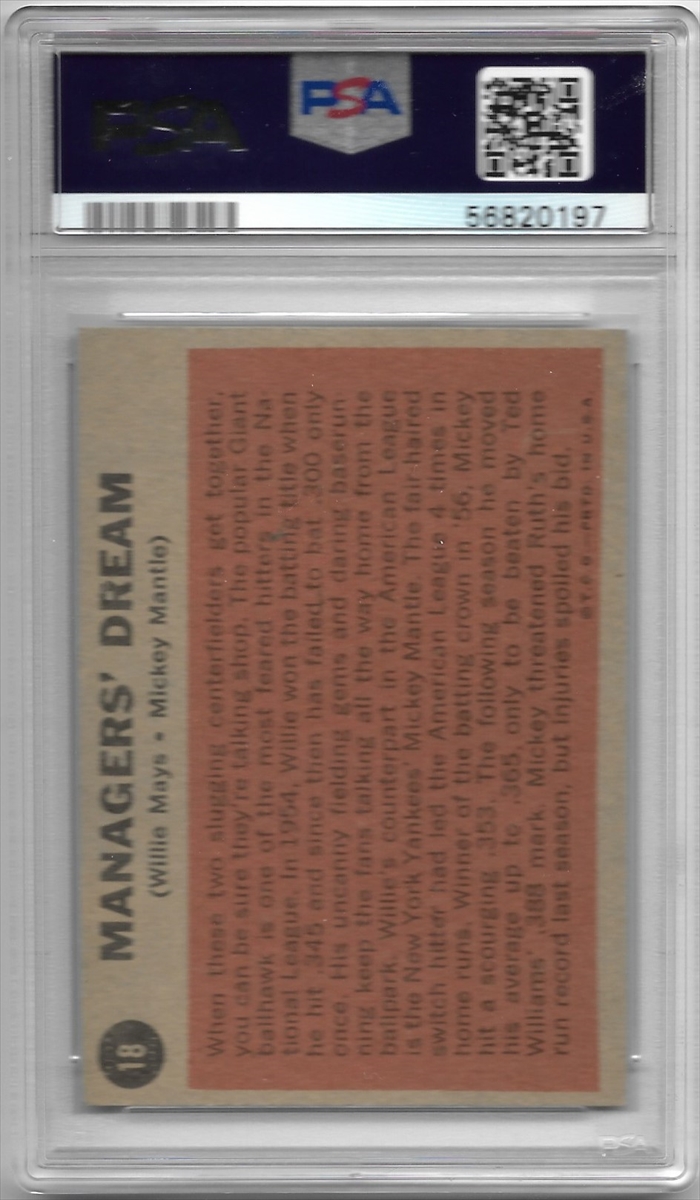 PSA
PSA
56820197
18
MANAGERS' DREAM
(Willie Mays • Mickey Mantle)
When these two slugging centerfielders get together,
you can be sure they're talking shop. The popular Giant
ballhawk is one of the most feared hitters in the Na-
tional League. In 1954, Willie won the batting title when
he hit .345 and since then has failed to bat .300 only
once. His uncanny fielding gems and daring baserun-
ning keep the fans talking all the way home from the
ballpark. Willie's counterpart in the American League
is the New York Yankees' Mickey Mantle. The fair-haired
switch hitter had led the American League 4 times in
home runs. Winner of the batting crown in '56, Mickey
hit a scourging .353. The following season he moved
his average up to .365 only to be beaten by Ted
Williams' .388 mark. Mickey threatened Ruth's home
run record last season, but injuries spoiled his bid.
©T.C.G. PRTD. IN U.S.A.
PSA